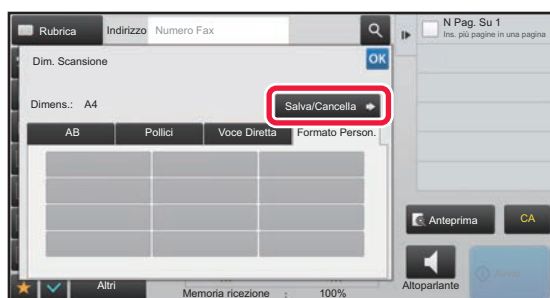 Rubrica
Indirizzo
Numero Fax
N Pag. Su 1
Ins. più pagine in una pagina
Dim. Scansione
OK
Dimens.: A4
Salva/Cancella
AB
Pollici
Voce Diretta
Formato Person.
Anteprima
CA
Altri
Memoria ricezione : 100%
Altoparlante
Avvio